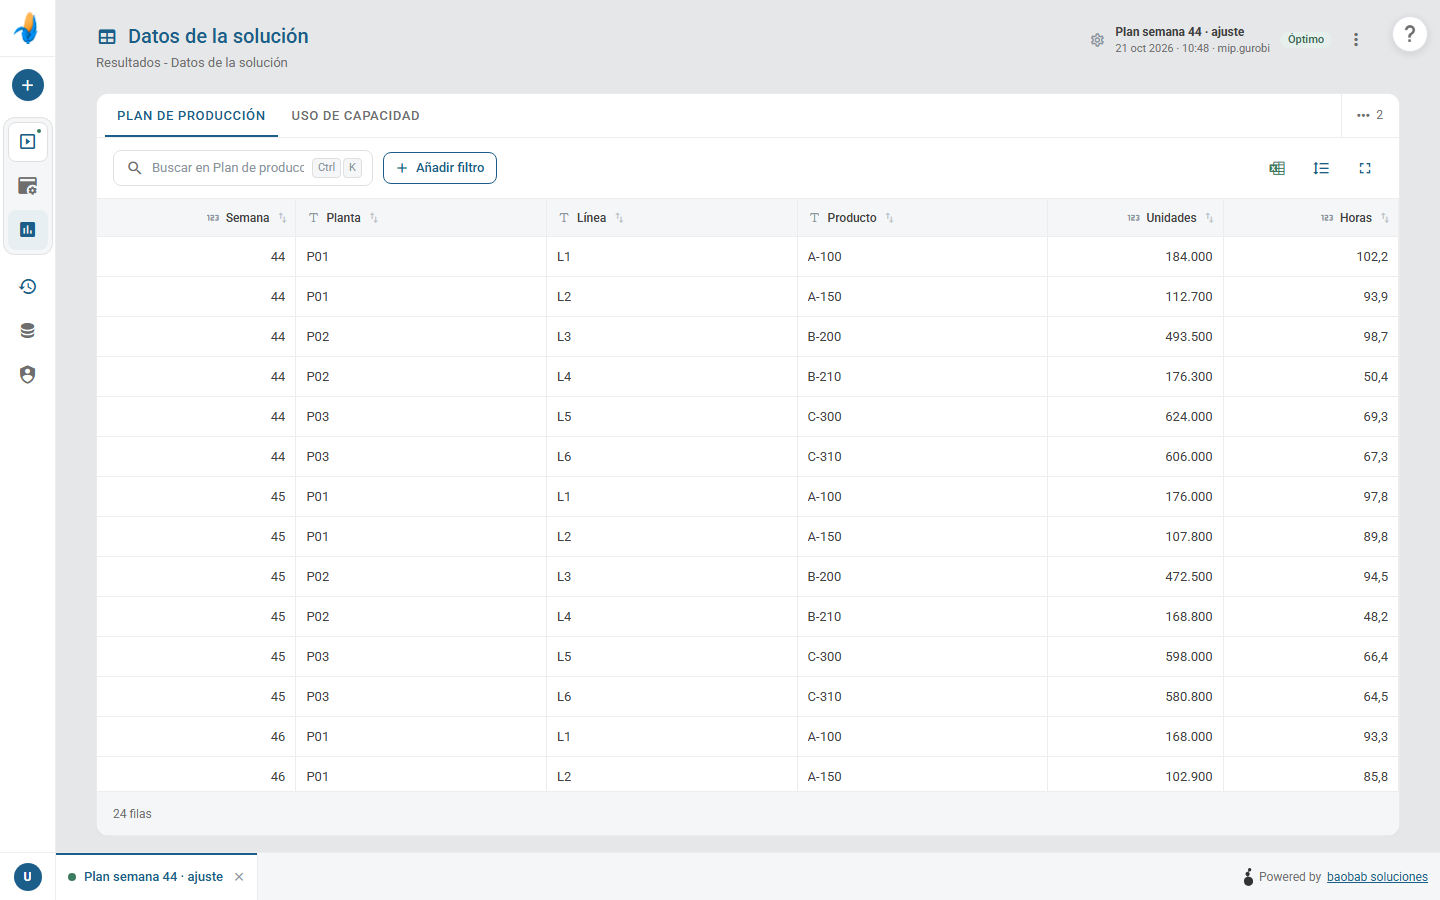 Datos de la solución
Resultados - Datos de la solución
Plan semana 44 · ajuste
21 oct 2026 · 10:48 · mip.gurobi
Óptimo
?
PLAN DE PRODUCCIÓN USO DE CAPACIDAD
2
Buscar en Plan de producc Ctrl K
Añadir filtro
123 Semana T Planta T Línea T Producto 123 Unidades 123 Horas
44 P01 L1 A-100 184.000 102,2
44 P01 L2 A-150 112.700 93,9
44 P02 L3 B-200 493.500 98,7
44 P02 L4 B-210 176.300 50,4
44 P03 L5 C-300 624.000 69,3
44 P03 L6 C-310 606.000 67,3
45 P01 L1 A-100 176.000 97,8
45 P01 L2 A-150 107.800 89,8
45 P02 L3 B-200 472.500 94,5
45 P02 L4 B-210 168.800 48,2
45 P03 L5 C-300 598.000 66,4
45 P03 L6 C-310 580.800 64,5
46 P01 L1 A-100 168.000 93,3
46 P01 L2 A-150 102.900 85,8
24 filas
U
Plan semana 44 · ajuste
Powered by baobab soluciones